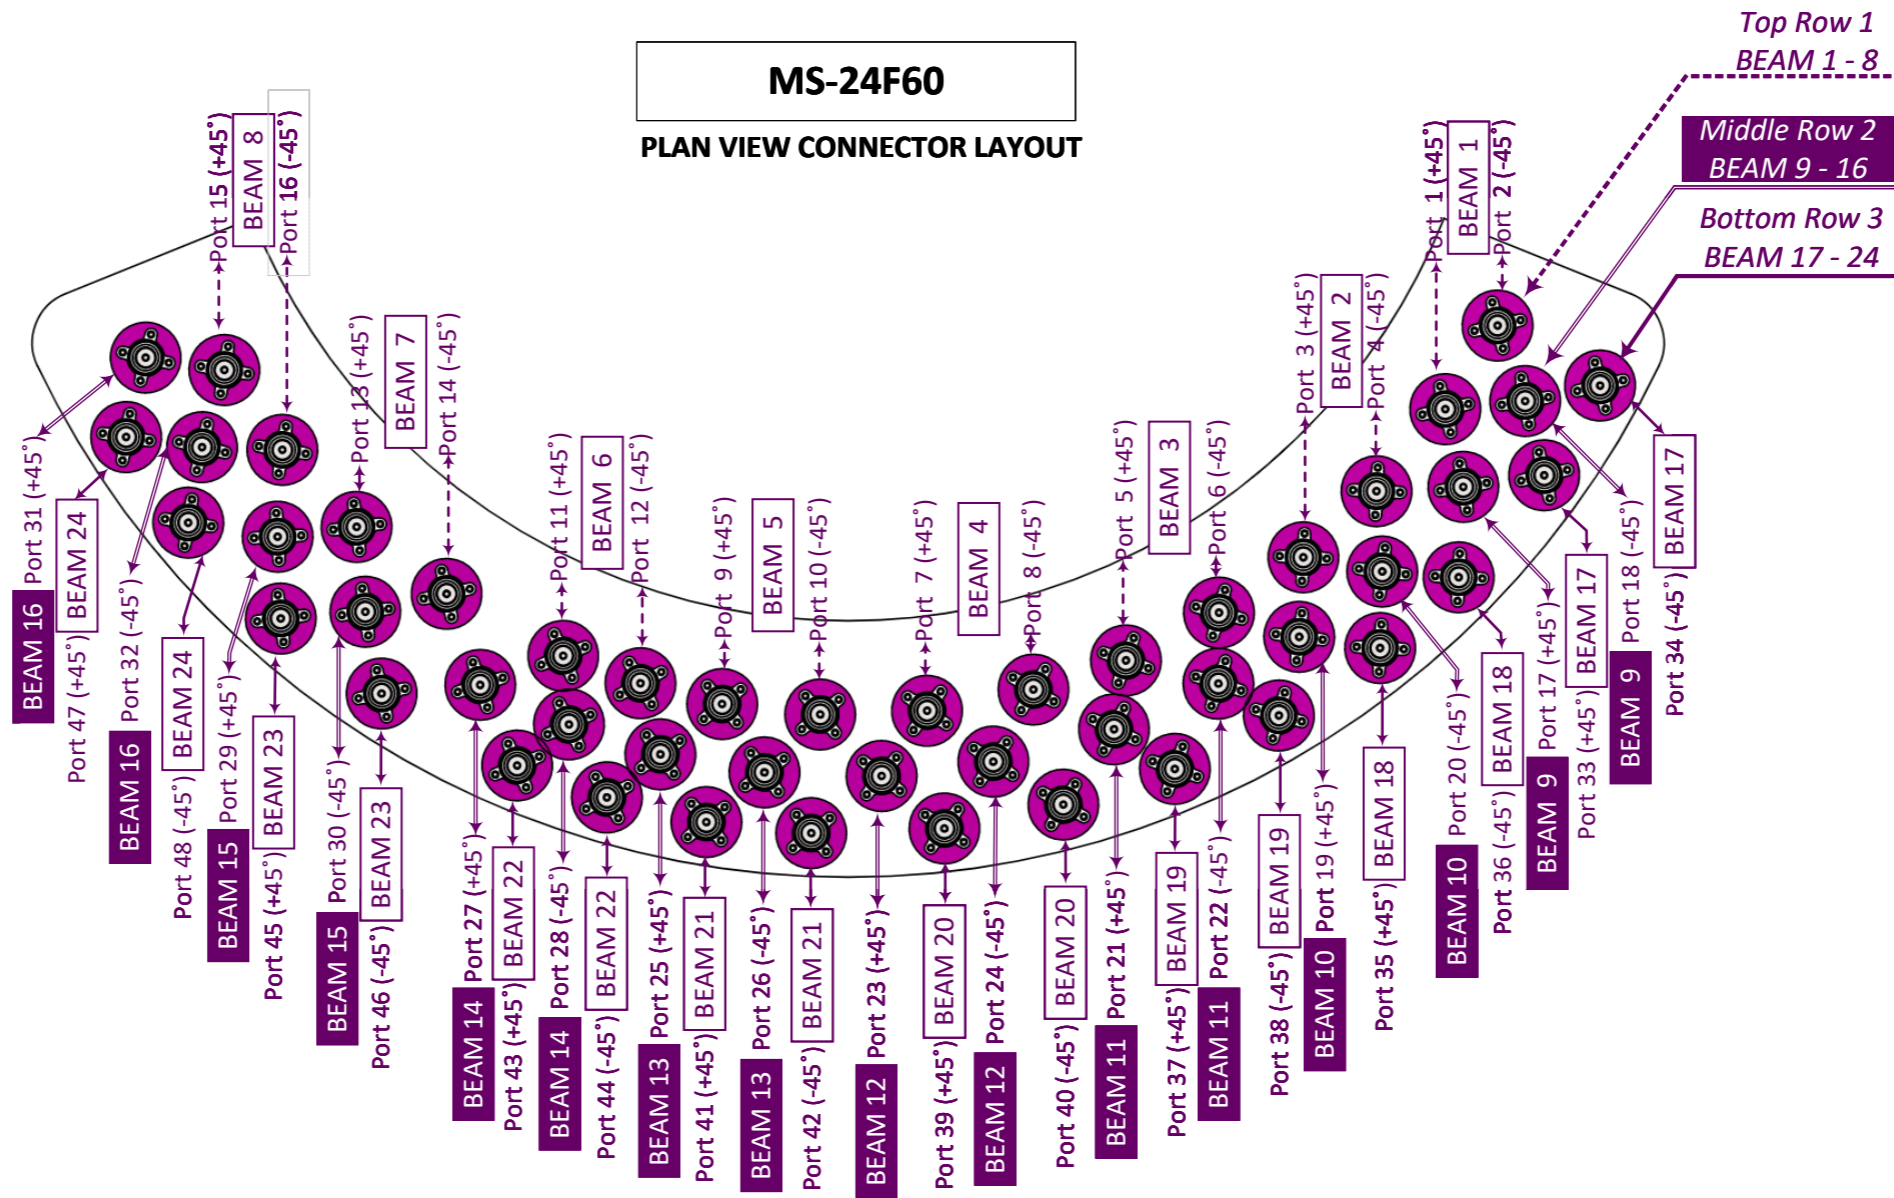 MS-24F60
PLAN VIEW CONNECTOR LAYOUT
Top Row 1
BEAM 1 - 8
Middle Row 2
BEAM 9 - 16
Bottom Row 3
BEAM 17 - 24
Port 15 (+45°)
BEAM 8
Port 16 (-45°)
Port 13 (+45°)
BEAM 7
Port 14 (-45°)
Port 11 (+45°)
BEAM 6
Port 12 (-45°)
Port 9 (+45°)
BEAM 5
Port 10 (-45°)
Port 7 (+45°)
BEAM 4
Port 8 (-45°)
Port 5 (+45°)
BEAM 3
Port 6 (-45°)
Port 3 (+45°)
BEAM 2
Port 4 (-45°)
Port 1 (+45°)
BEAM 1
Port 2 (-45°)
BEAM 16 Port 31 (+45°)
Port 47 (+45°) BEAM 24
BEAM 16 Port 32 (-45°)
Port 48 (-45°) BEAM 24
BEAM 15 Port 29 (+45°)
Port 45 (+45°) BEAM 23
BEAM 15 Port 30 (-45°)
Port 46 (-45°) BEAM 23
BEAM 14 Port 27 (+45°)
Port 43 (+45°) BEAM 22
BEAM 14 Port 28 (-45°)
Port 44 (-45°) BEAM 22
BEAM 13 Port 25 (+45°)
Port 41 (+45°) BEAM 21
BEAM 13 Port 26 (-45°)
Port 42 (-45°) BEAM 21
BEAM 12 Port 23 (+45°)
Port 39 (+45°) BEAM 20
BEAM 12 Port 24 (-45°)
Port 40 (-45°) BEAM 20
BEAM 11 Port 21 (+45°)
Port 37 (+45°) BEAM 19
BEAM 11 Port 22 (-45°)
Port 38 (-45°) BEAM 19
BEAM 10 Port 19 (+45°)
Port 35 (+45°) BEAM 18
BEAM 10 Port 20 (-45°)
Port 36 (-45°) BEAM 18
BEAM 9 Port 17 (+45°)
Port 33 (+45°) BEAM 17
BEAM 9 Port 18 (-45°)
Port 34 (-45°) BEAM 17